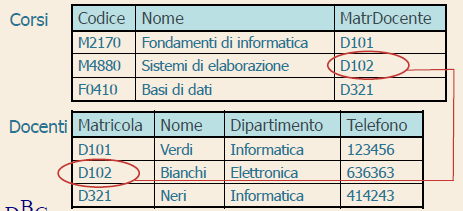 Corsi
Codice Nome MatrDocente
M2170 Fondamenti di informatica D101
M4880 Sistemi di elaborazione D102
F0410 Basi di dati D321
Docenti
Matricola Nome Dipartimento Telefono
D101 Verdi Informatica 123456
D102 Bianchi Elettronica 636363
D321 Neri Informatica 414243